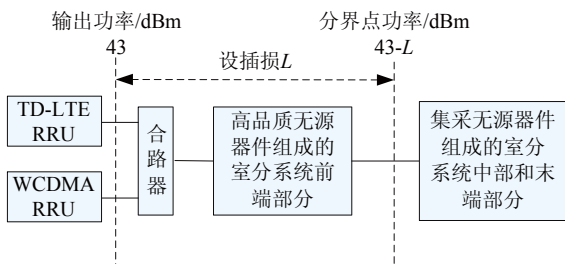 输出功率/dBm
43
分界点功率/dBm
43-L
设插损L
TD-LTE
RRU
WCDMA
RRU
合
路
器
高品质无源
器件组成的
室分系统前
端部分
集采无源器件
组成的室分
系统中部和末
端部分